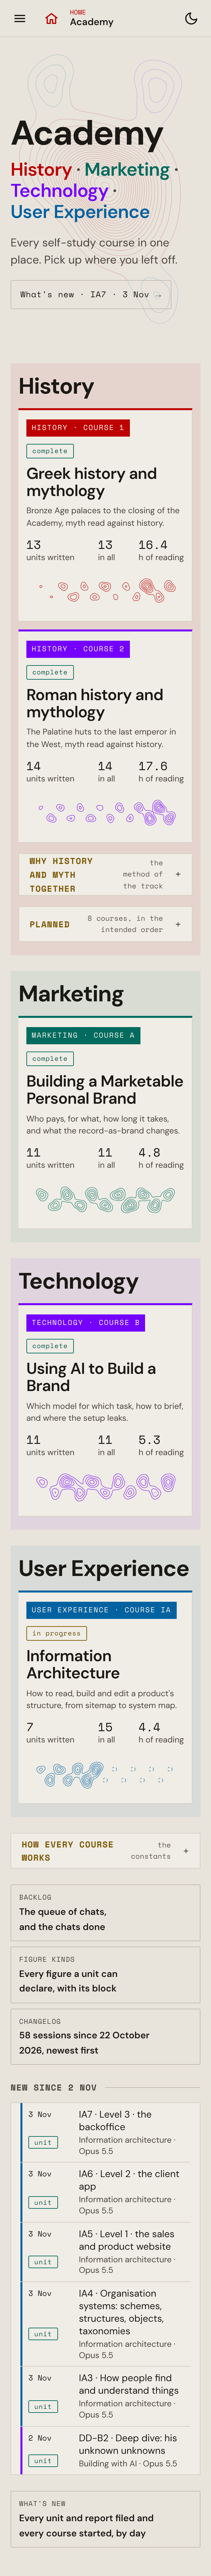 HOME
Academy
Academy
History · Marketing ·
Technology ·
User Experience
Every self-study course in one
place. Pick up where you left off.
What's new · IA7 · 3 Nov →
History
HISTORY · COURSE 1
complete
Greek history and
mythology
Bronze Age palaces to the closing of the
Academy, myth read against history.
13 13 16.4
units written in all h of reading
HISTORY · COURSE 2
complete
Roman history and
mythology
The Palatine huts to the last emperor in
the West, myth read against history.
14 14 17.6
units written in all h of reading
WHY HISTORY
AND MYTH
TOGETHER
the
method of
the track
+
PLANNED
8 courses, in the
intended order
+
Marketing
MARKETING · COURSE A
complete
Building a Marketable
Personal Brand
Who pays, for what, how long it takes,
and what the record-as-brand changes.
11 11 4.8
units written in all h of reading
Technology
TECHNOLOGY · COURSE B
complete
Using AI to Build a
Brand
Which model for which task, how to brief,
and where the setup leaks.
11 11 5.3
units written in all h of reading
User Experience
USER EXPERIENCE · COURSE IA
in progress
Information
Architecture
How to read, build and edit a product's
structure, from sitemap to system map.
7 15 4.4
units written in all h of reading
HOW EVERY COURSE
WORKS
the
constants
+
BACKLOG
The queue of chats,
and the chats done
FIGURE KINDS
Every figure a unit can
declare, with its block
CHANGELOG
58 sessions since 22 October
2026, newest first
NEW SINCE 2 NOV
3 Nov
unit
IA7 · Level 3 · the
backoffice
Information architecture ·
Opus 5.5
3 Nov
unit
IA6 · Level 2 · the client
app
Information architecture ·
Opus 5.5
3 Nov
unit
IA5 · Level 1 · the sales
and product website
Information architecture ·
Opus 5.5
3 Nov
unit
IA4 · Organisation
systems: schemes,
structures, objects,
taxonomies
Information architecture ·
Opus 5.5
3 Nov
unit
IA3 · How people find
and understand things
Information architecture ·
Opus 5.5
2 Nov
unit
DD-B2 · Deep dive: his
unknown unknowns
Building with AI · Opus 5.5
WHAT'S NEW
Every unit and report filed and
every course started, by day